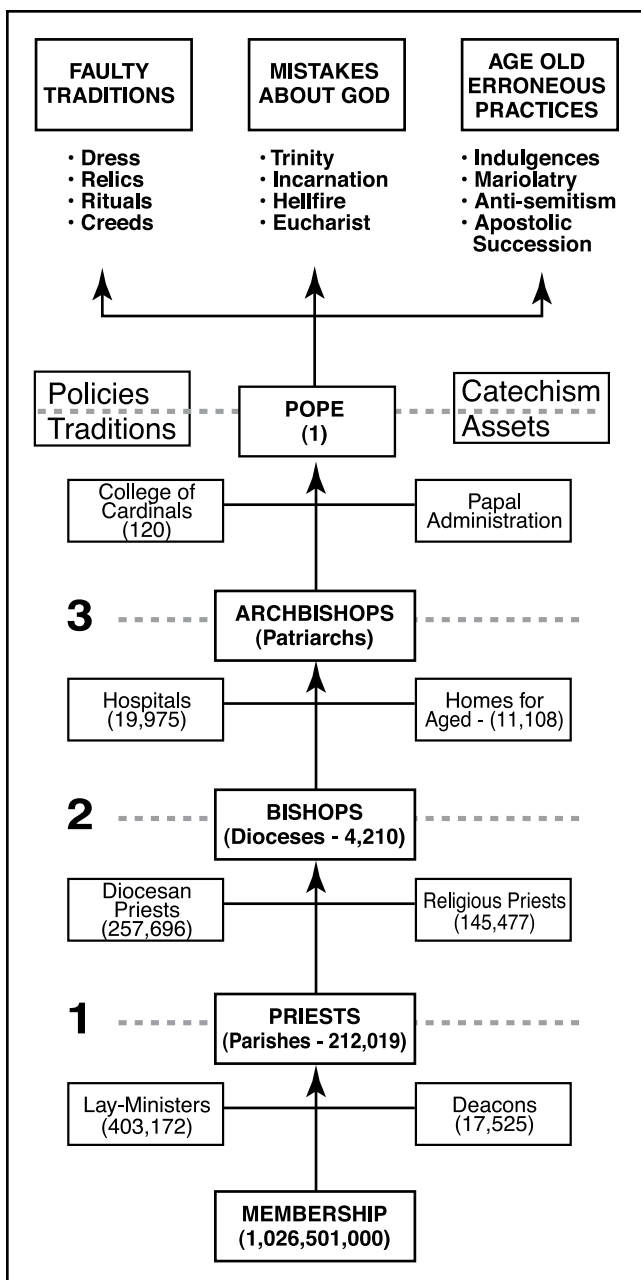 FAULTY
TRADITIONS
MISTAKES
ABOUT GOD
AGE OLD
ERRONEOUS
PRACTICES
· Dress
· Relics
· Rituals
· Creeds
· Trinity
· Incarnation
· Hellfire
· Eucharist
· Indulgences
· Mariolatry
· Anti-semitism
· Apostolic
Succession
Policies
Traditions
POPE
(1)
Catechism
Assets
College of
Cardinals
(120)
Papal
Administration
3
ARCHBISHOPS
(Patriarchs)
Hospitals
(19,975)
Homes for
Aged - (11,108)
2
BISHOPS
(Dioceses - 4,210)
Diocesan
Priests
(257,696)
Religious Priests
(145,477)
1
PRIESTS
(Parishes - 212,019)
Lay-Ministers
(403,172)
Deacons
(17,525)
MEMBERSHIP
(1,026,501,000)